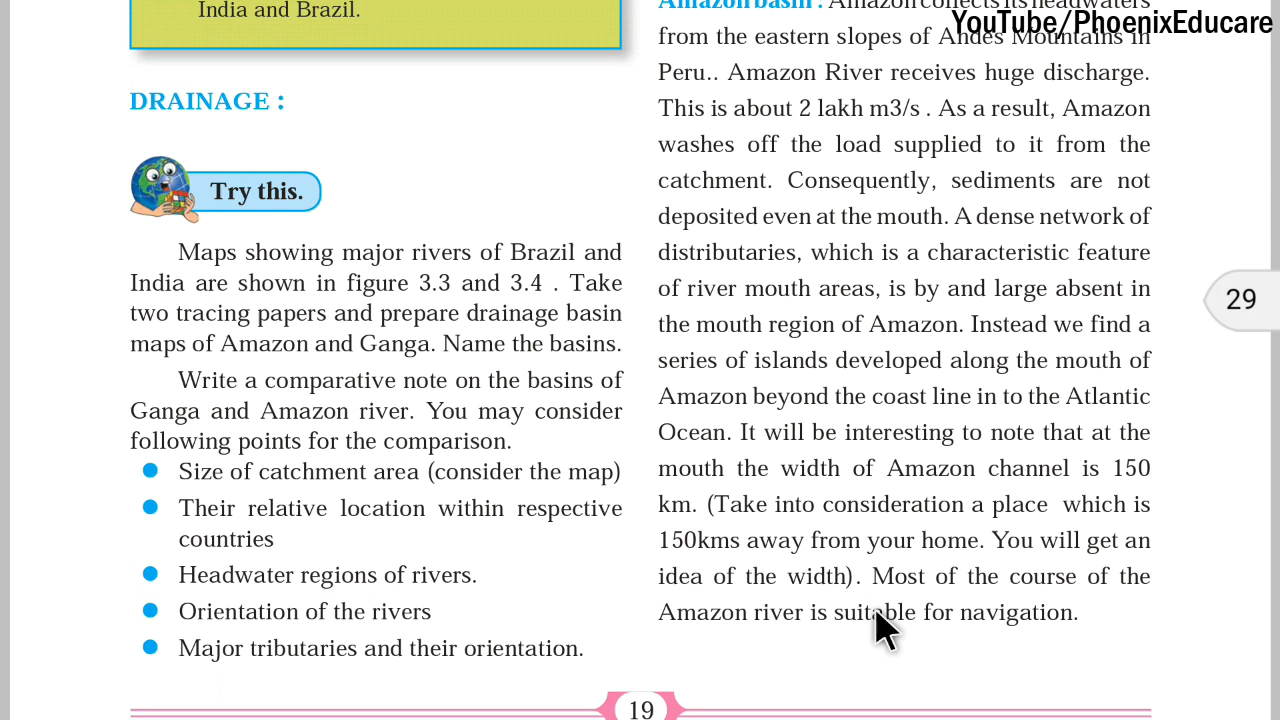 India and Brazil.
DRAINAGE :
Try this.
Maps showing major rivers of Brazil and
India are shown in figure 3.3 and 3.4 . Take
two tracing papers and prepare drainage basin
maps of Amazon and Ganga. Name the basins.
Write a comparative note on the basins of
Ganga and Amazon river. You may consider
following points for the comparison.
● Size of catchment area (consider the map)
● Their relative location within respective
countries
● Headwater regions of rivers.
● Orientation of the rivers
● Major tributaries and their orientation.
Amazon basin : Amazon collects its headwaters
YouTube/PhoenixEducare
from the eastern slopes of Andes Mountains in
Peru.. Amazon River receives huge discharge.
This is about 2 lakh m3/s . As a result, Amazon
washes off the load supplied to it from the
catchment. Consequently, sediments are not
deposited even at the mouth. A dense network of
distributaries, which is a characteristic feature
of river mouth areas, is by and large absent in
the mouth region of Amazon. Instead we find a
series of islands developed along the mouth of
Amazon beyond the coast line in to the Atlantic
Ocean. It will be interesting to note that at the
mouth the width of Amazon channel is 150
km. (Take into consideration a place which is
150kms away from your home. You will get an
idea of the width). Most of the course of the
Amazon river is suitable for navigation.
29
19